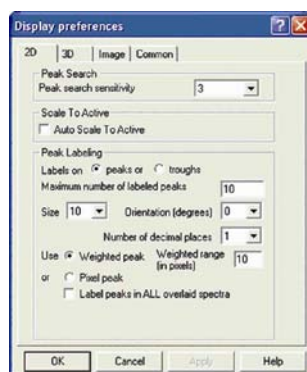 Display preferences
2D 3D Image Common
Peak Search
Peak search sensitivity 3
Scale To Active
Auto Scale To Active
Peak Labeling
Labels on peaks or troughs
Maximum number of labeled peaks 10
Size 10 Orientation (degrees) 0
Number of decimal places 1
Use Weighted peak Weighted range (in pixels) 10
or Pixel peak
Label peaks in ALL overlaid spectra
OK Cancel Apply Help